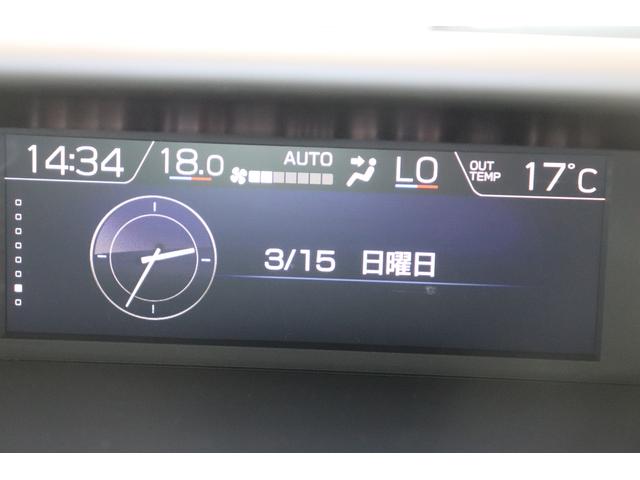 14:34 18.0 AUTO LO OUT TEMP 17°C
3/15 日曜日